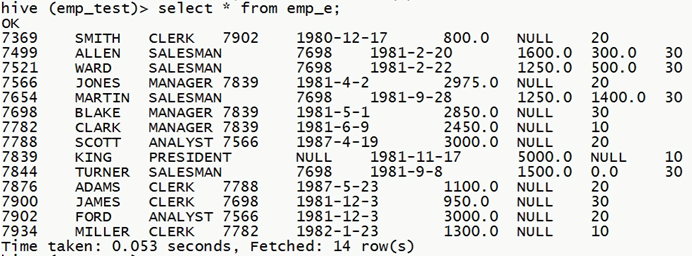 hive (emp_test)> select * from emp_e;
OK
7369 SMITH CLERK 7902 1980-12-17 800.0 NULL 20
7499 ALLEN SALESMAN 7698 1981-2-20 1600.0 300.0 30
7521 WARD SALESMAN 7698 1981-2-22 1250.0 500.0 30
7566 JONES MANAGER 7839 1981-4-2 2975.0 NULL 20
7654 MARTIN SALESMAN 7698 1981-9-28 1250.0 1400.0 30
7698 BLAKE MANAGER 7839 1981-5-1 2850.0 NULL 30
7782 CLARK MANAGER 7839 1981-6-9 2450.0 NULL 10
7788 SCOTT ANALYST 7566 1987-4-19 3000.0 NULL 20
7839 KING PRESIDENT NULL 1981-11-17 5000.0 NULL 10
7844 TURNER SALESMAN 7698 1981-9-8 1500.0 0.0 30
7876 ADAMS CLERK 7788 1987-5-23 1100.0 NULL 20
7900 JAMES CLERK 7698 1981-12-3 950.0 NULL 30
7902 FORD ANALYST 7566 1981-12-3 3000.0 NULL 20
7934 MILLER CLERK 7782 1982-1-23 1300.0 NULL 10
Time taken: 0.053 seconds, Fetched: 14 row(s)